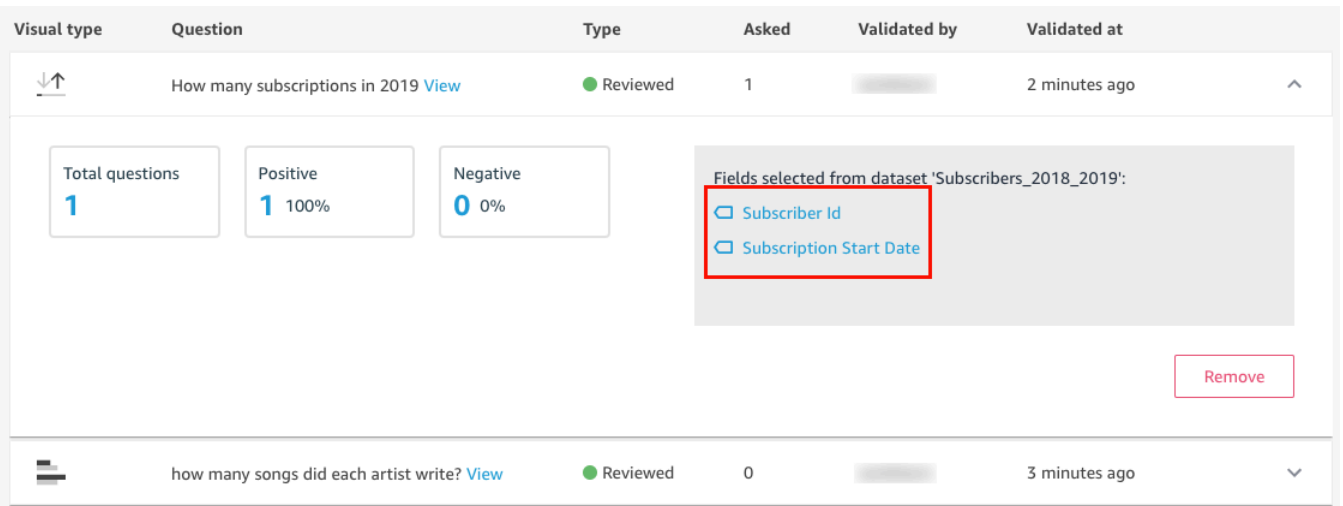 Visual type Question Type Asked Validated by Validated at
How many subscriptions in 2019 View Reviewed 1 2 minutes ago
Total questions Positive Negative
1 1 100% 0 0%
Fields selected from dataset 'Subscribers_2018_2019':
Subscriber Id
Subscription Start Date
Remove
how many songs did each artist write? View Reviewed 0 3 minutes ago